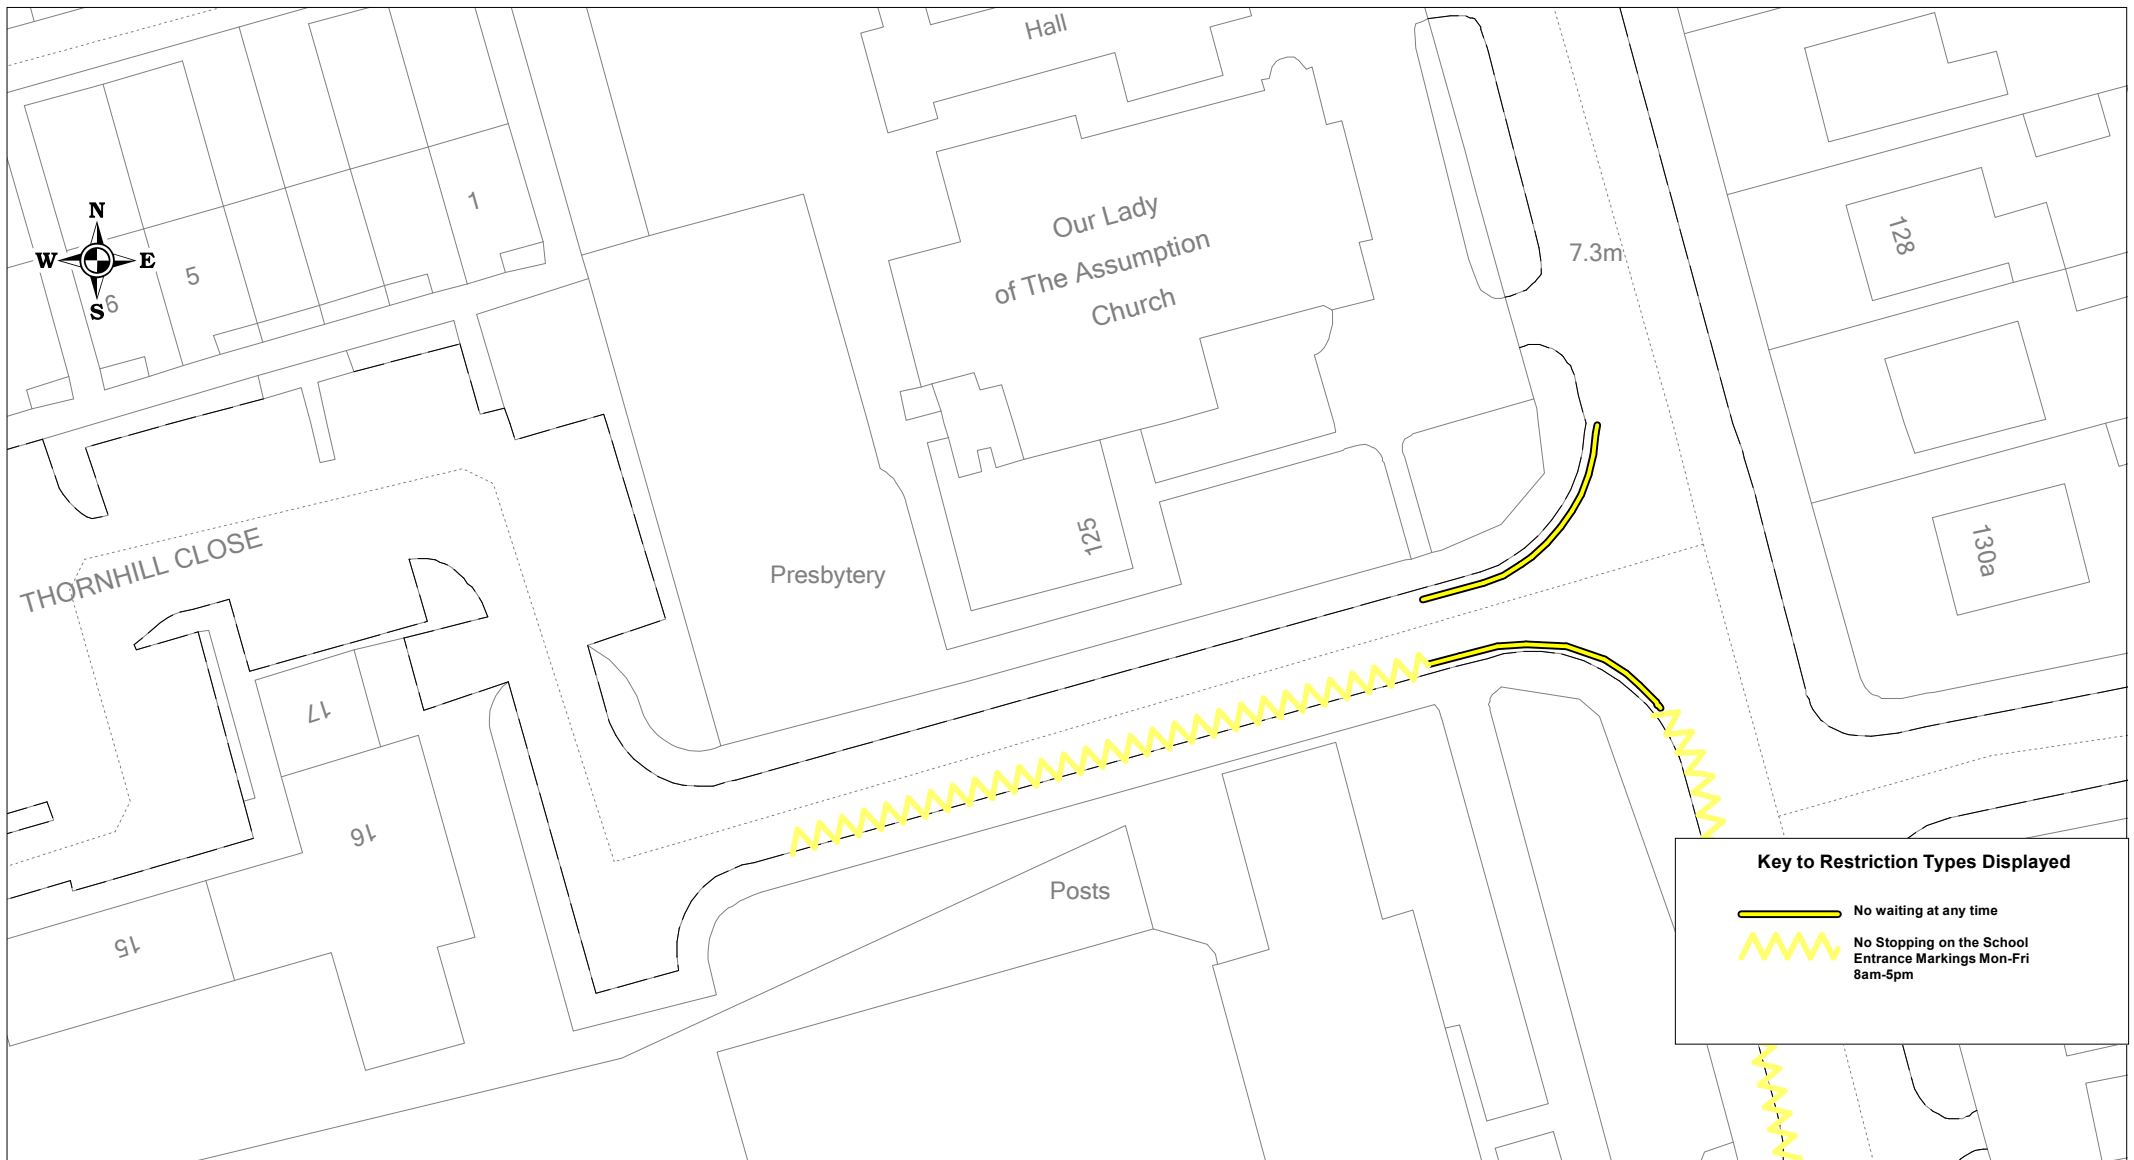 Hall
1
N
W E
S
5
6
Our Lady
of The Assumption
Church
7.3m
128
THORNHILL CLOSE
125
Presbytery
130a
17
16
15
Posts
Key to Restriction Types Displayed
No waiting at any time
No Stopping on the School
Entrance Markings Mon-Fri
8am-5pm